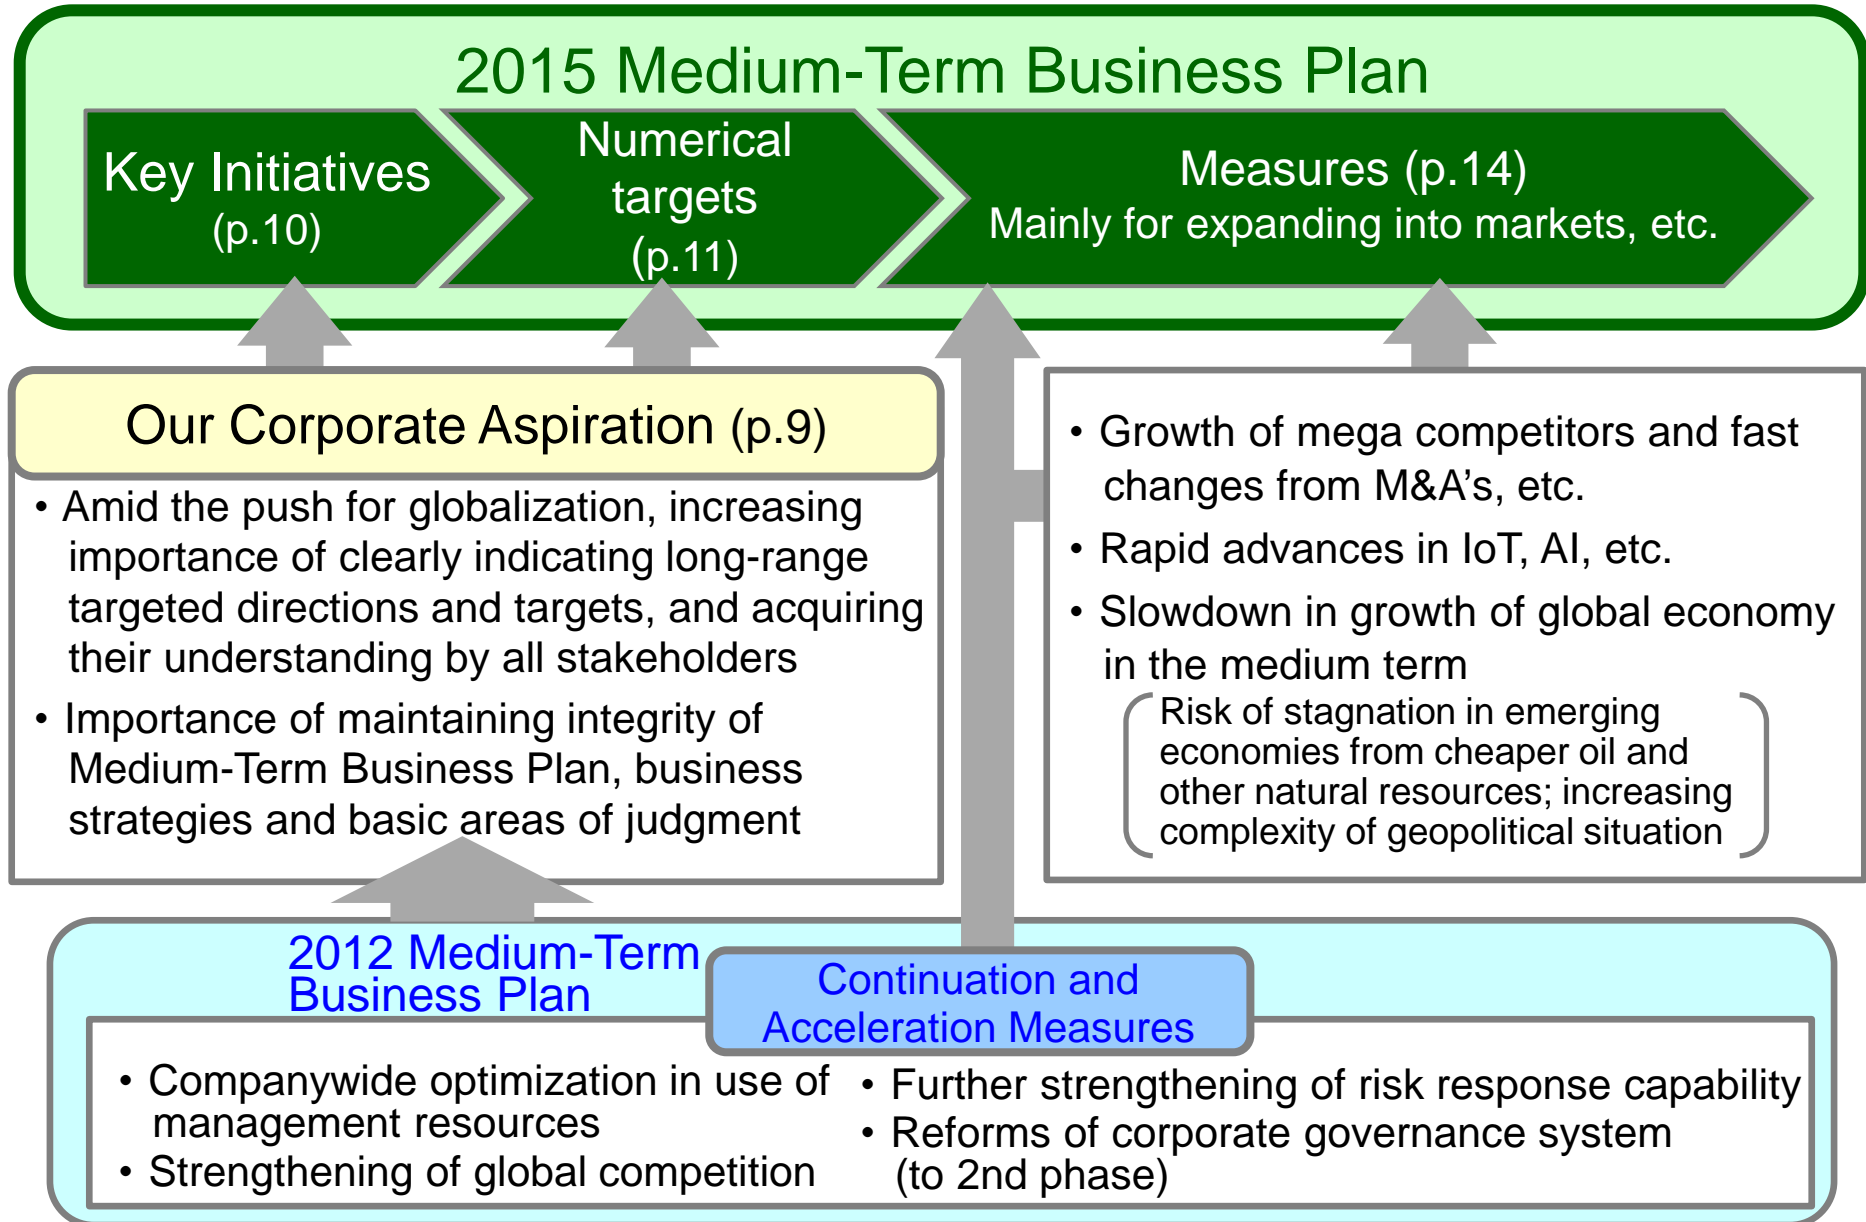 2015 Medium-Term Business Plan
Key Initiatives
(p.10)
Numerical
targets
(p.11)
Measures (p.14)
Mainly for expanding into markets, etc.
Our Corporate Aspiration (p.9)
• Amid the push for globalization, increasing
importance of clearly indicating long-range
targeted directions and targets, and acquiring
their understanding by all stakeholders
• Importance of maintaining integrity of
Medium-Term Business Plan, business
strategies and basic areas of judgment
• Growth of mega competitors and fast
changes from M&A's, etc.
• Rapid advances in IoT, AI, etc.
• Slowdown in growth of global economy
in the medium term
Risk of stagnation in emerging
economies from cheaper oil and
other natural resources; increasing
complexity of geopolitical situation
2012 Medium-Term
Business Plan
Continuation and
Acceleration Measures
• Companywide optimization in use of
management resources
• Strengthening of global competition
• Further strengthening of risk response capability
• Reforms of corporate governance system
(to 2nd phase)